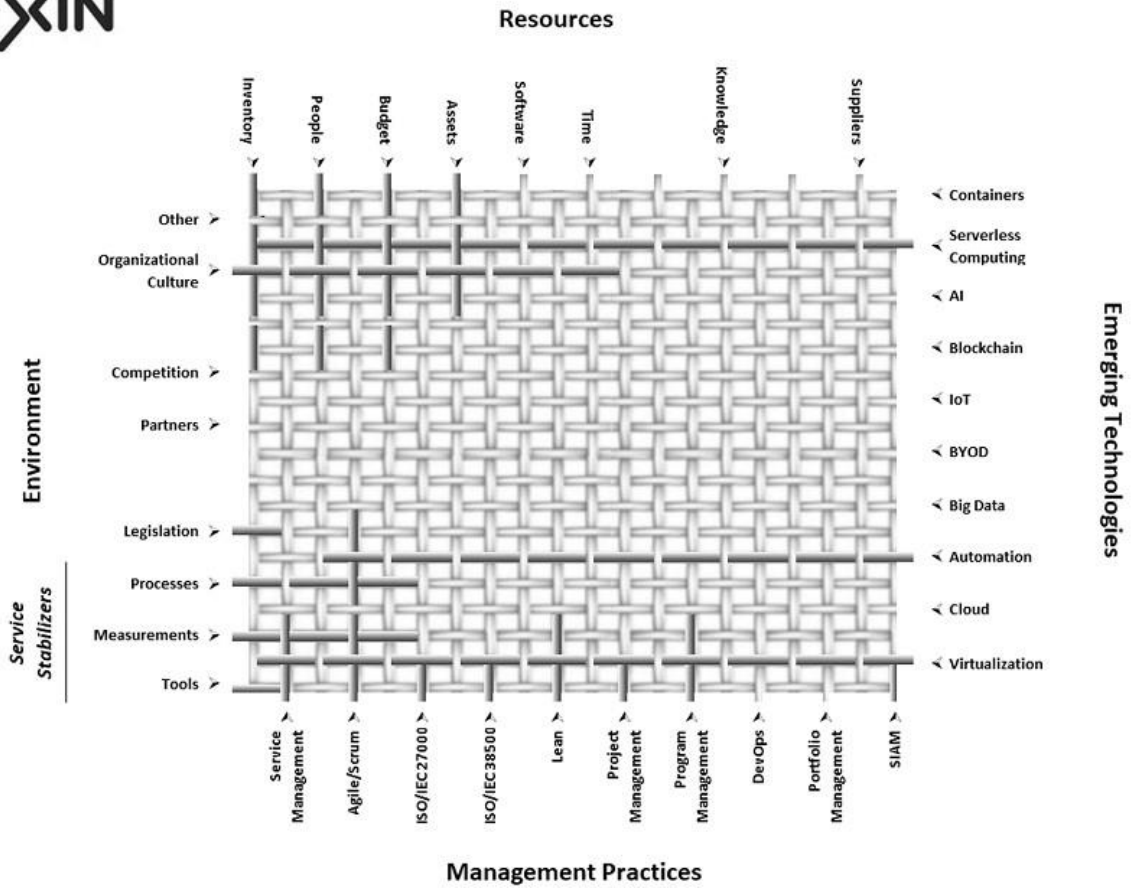 XIN
Resources
Inventory
People
Budget
Assets
Software
Time
Knowledge
Suppliers
Other
Organizational
Culture
Competition
Partners
Legislation
Processes
Measurements
Tools
Environment
Service
Stabilizers
Containers
Serverless
Computing
AI
Blockchain
IoT
BYOD
Big Data
Automation
Cloud
Virtualization
Emerging Technologies
Service
Management
Agile/Scrum
ISO/IEC27000
ISO/IEC38500
Lean
Project
Management
Program
Management
DevOps
Portfolio
Management
SIAM
Management Practices